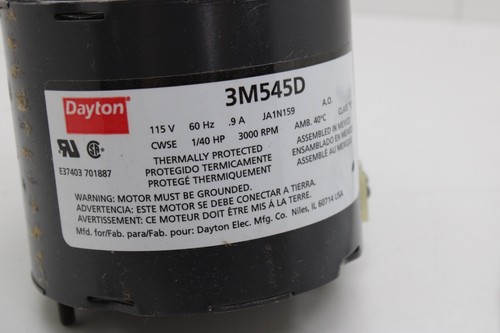 3M545D
Dayton
115 V 60 Hz .9 A JA1N159 A.O.
CWSE 1/40 HP 3000 RPM AMB. 40°C CLASS
THERMALLY PROTECTED ASSEMBLED IN MEXICO
PROTEGIDO TERMICAMENTE ENSAMBLADO EN MEXICO
PROTEGÉ THERMIQUEMENT ASSEMBLÉ AU
E37403 701887
WARNING: MOTOR MUST BE GROUNDED.
ADVERTENCIA: ESTE MOTOR SE DEBE CONECTAR A TIERRA.
AVERTISSEMENT: CE MOTEUR DOIT ÊTRE MIS À LA TERRE.
Mfd. for/Fab. para/Fab. pour: Dayton Elec. Mfg. Co. Niles, IL 60714 USA